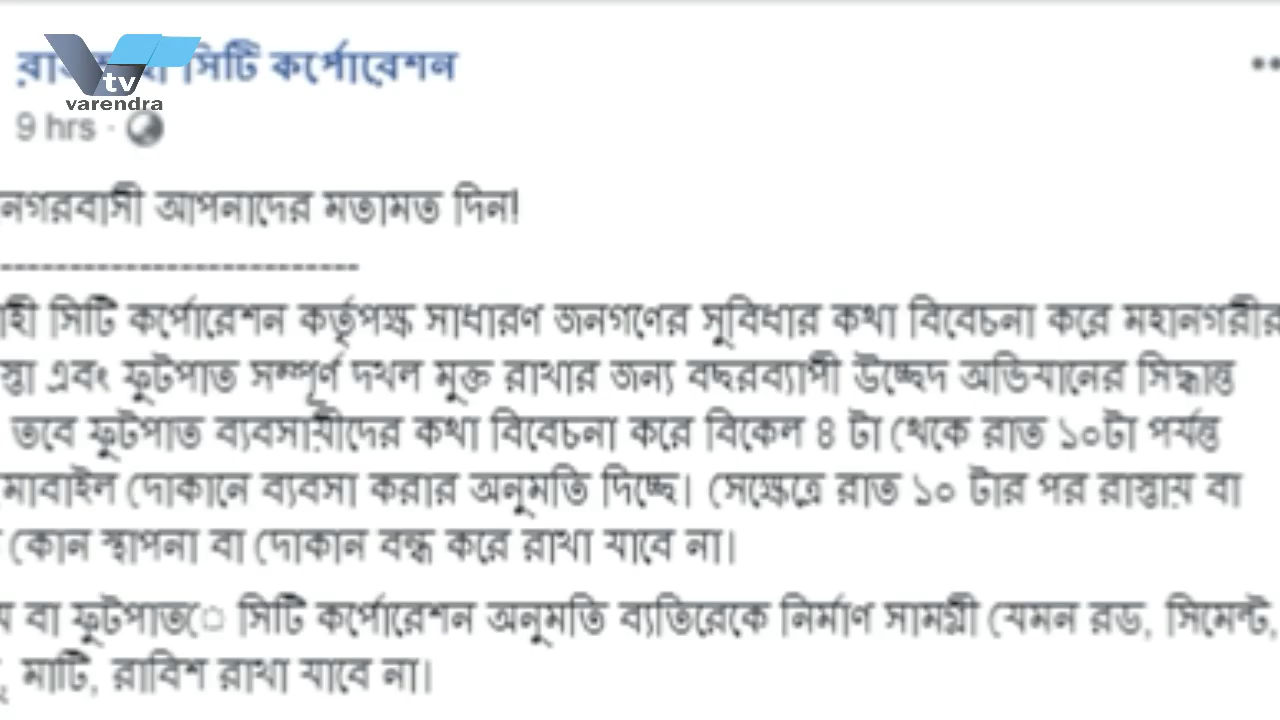 tv
varendra
সিটি কর্পোরেশন
9 hrs ·
নগরবাসী আপনাদের মতামত দিন!
--------------------------
হী সিটি কর্পোরেশন কর্তৃপক্ষ সাধারণ জনগণের সুবিধার কথা বিবেচনা করে মহানগরীর
স্তা এবং ফুটপাত সম্পূর্ণ দখল মুক্ত রাখার জন্য বছরব্যাপী উচ্ছেদ অভিযানের সিদ্ধান্ত
তবে ফুটপাত ব্যবসায়ীদের কথা বিবেচনা করে বিকেল ৪ টা থেকে রাত ১০টা পর্যন্ত
মোবাইল দোকানে ব্যবসা করার অনুমতি দিচ্ছে। সেক্ষেত্রে রাত ১০ টার পর রাস্তায় বা
কোন স্থাপনা বা দোকান বন্ধ করে রাখা যাবে না।
য় বা ফুটপাতে সিটি কর্পোরেশন অনুমতি ব্যতিরেকে নির্মাণ সামগ্রী যেমন রড, সিমেন্ট,
মাটি, রাবিশ রাখা যাবে না।